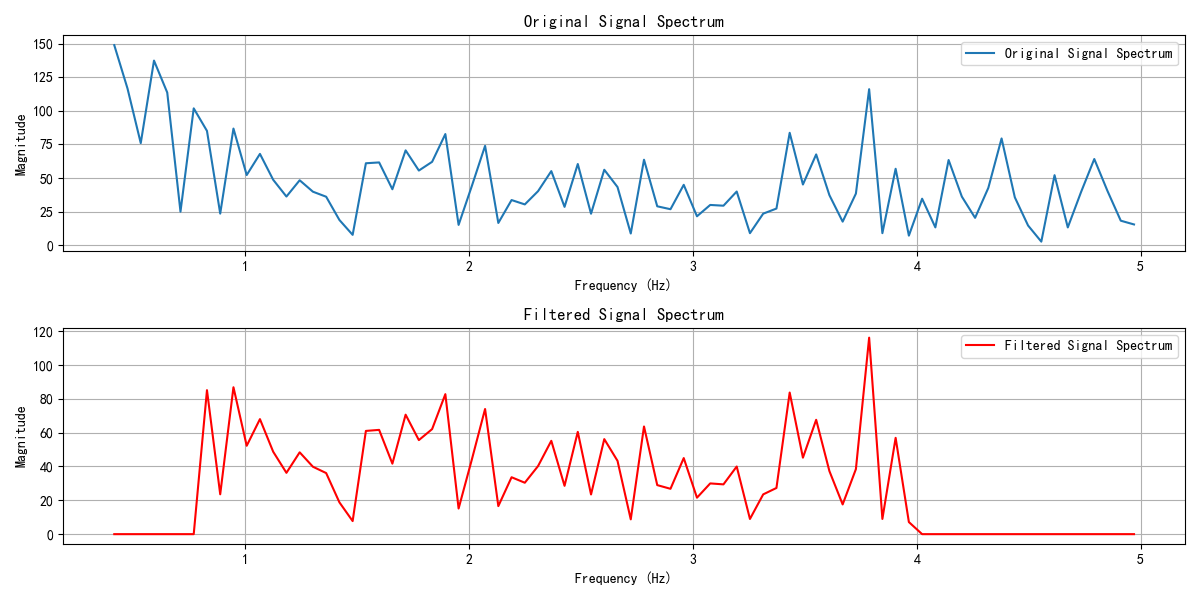 Original Signal Spectrum
Original Signal Spectrum
Magnitude
150
125
100
75
50
25
0
1 2 3 4 5
Frequency (Hz)
Filtered Signal Spectrum
Filtered Signal Spectrum
Magnitude
120
100
80
60
40
20
0
1 2 3 4 5
Frequency (Hz)